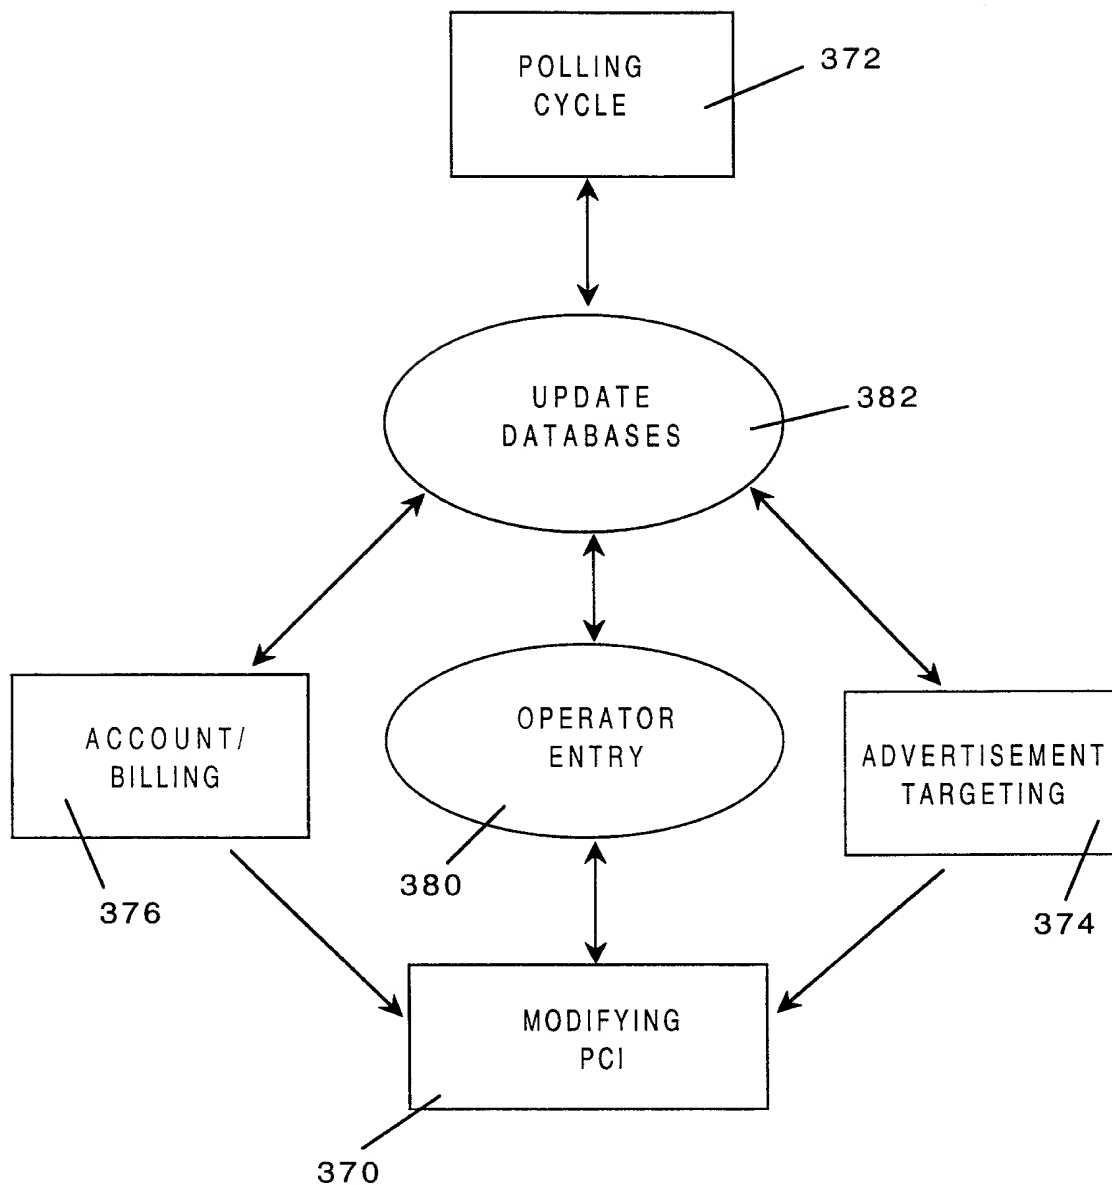 POLLING
CYCLE
372
UPDATE
DATABASES
382
ACCOUNT/
BILLING
376
OPERATOR
ENTRY
380
ADVERTISEMENT
TARGETING
374
MODIFYING
PCI
370